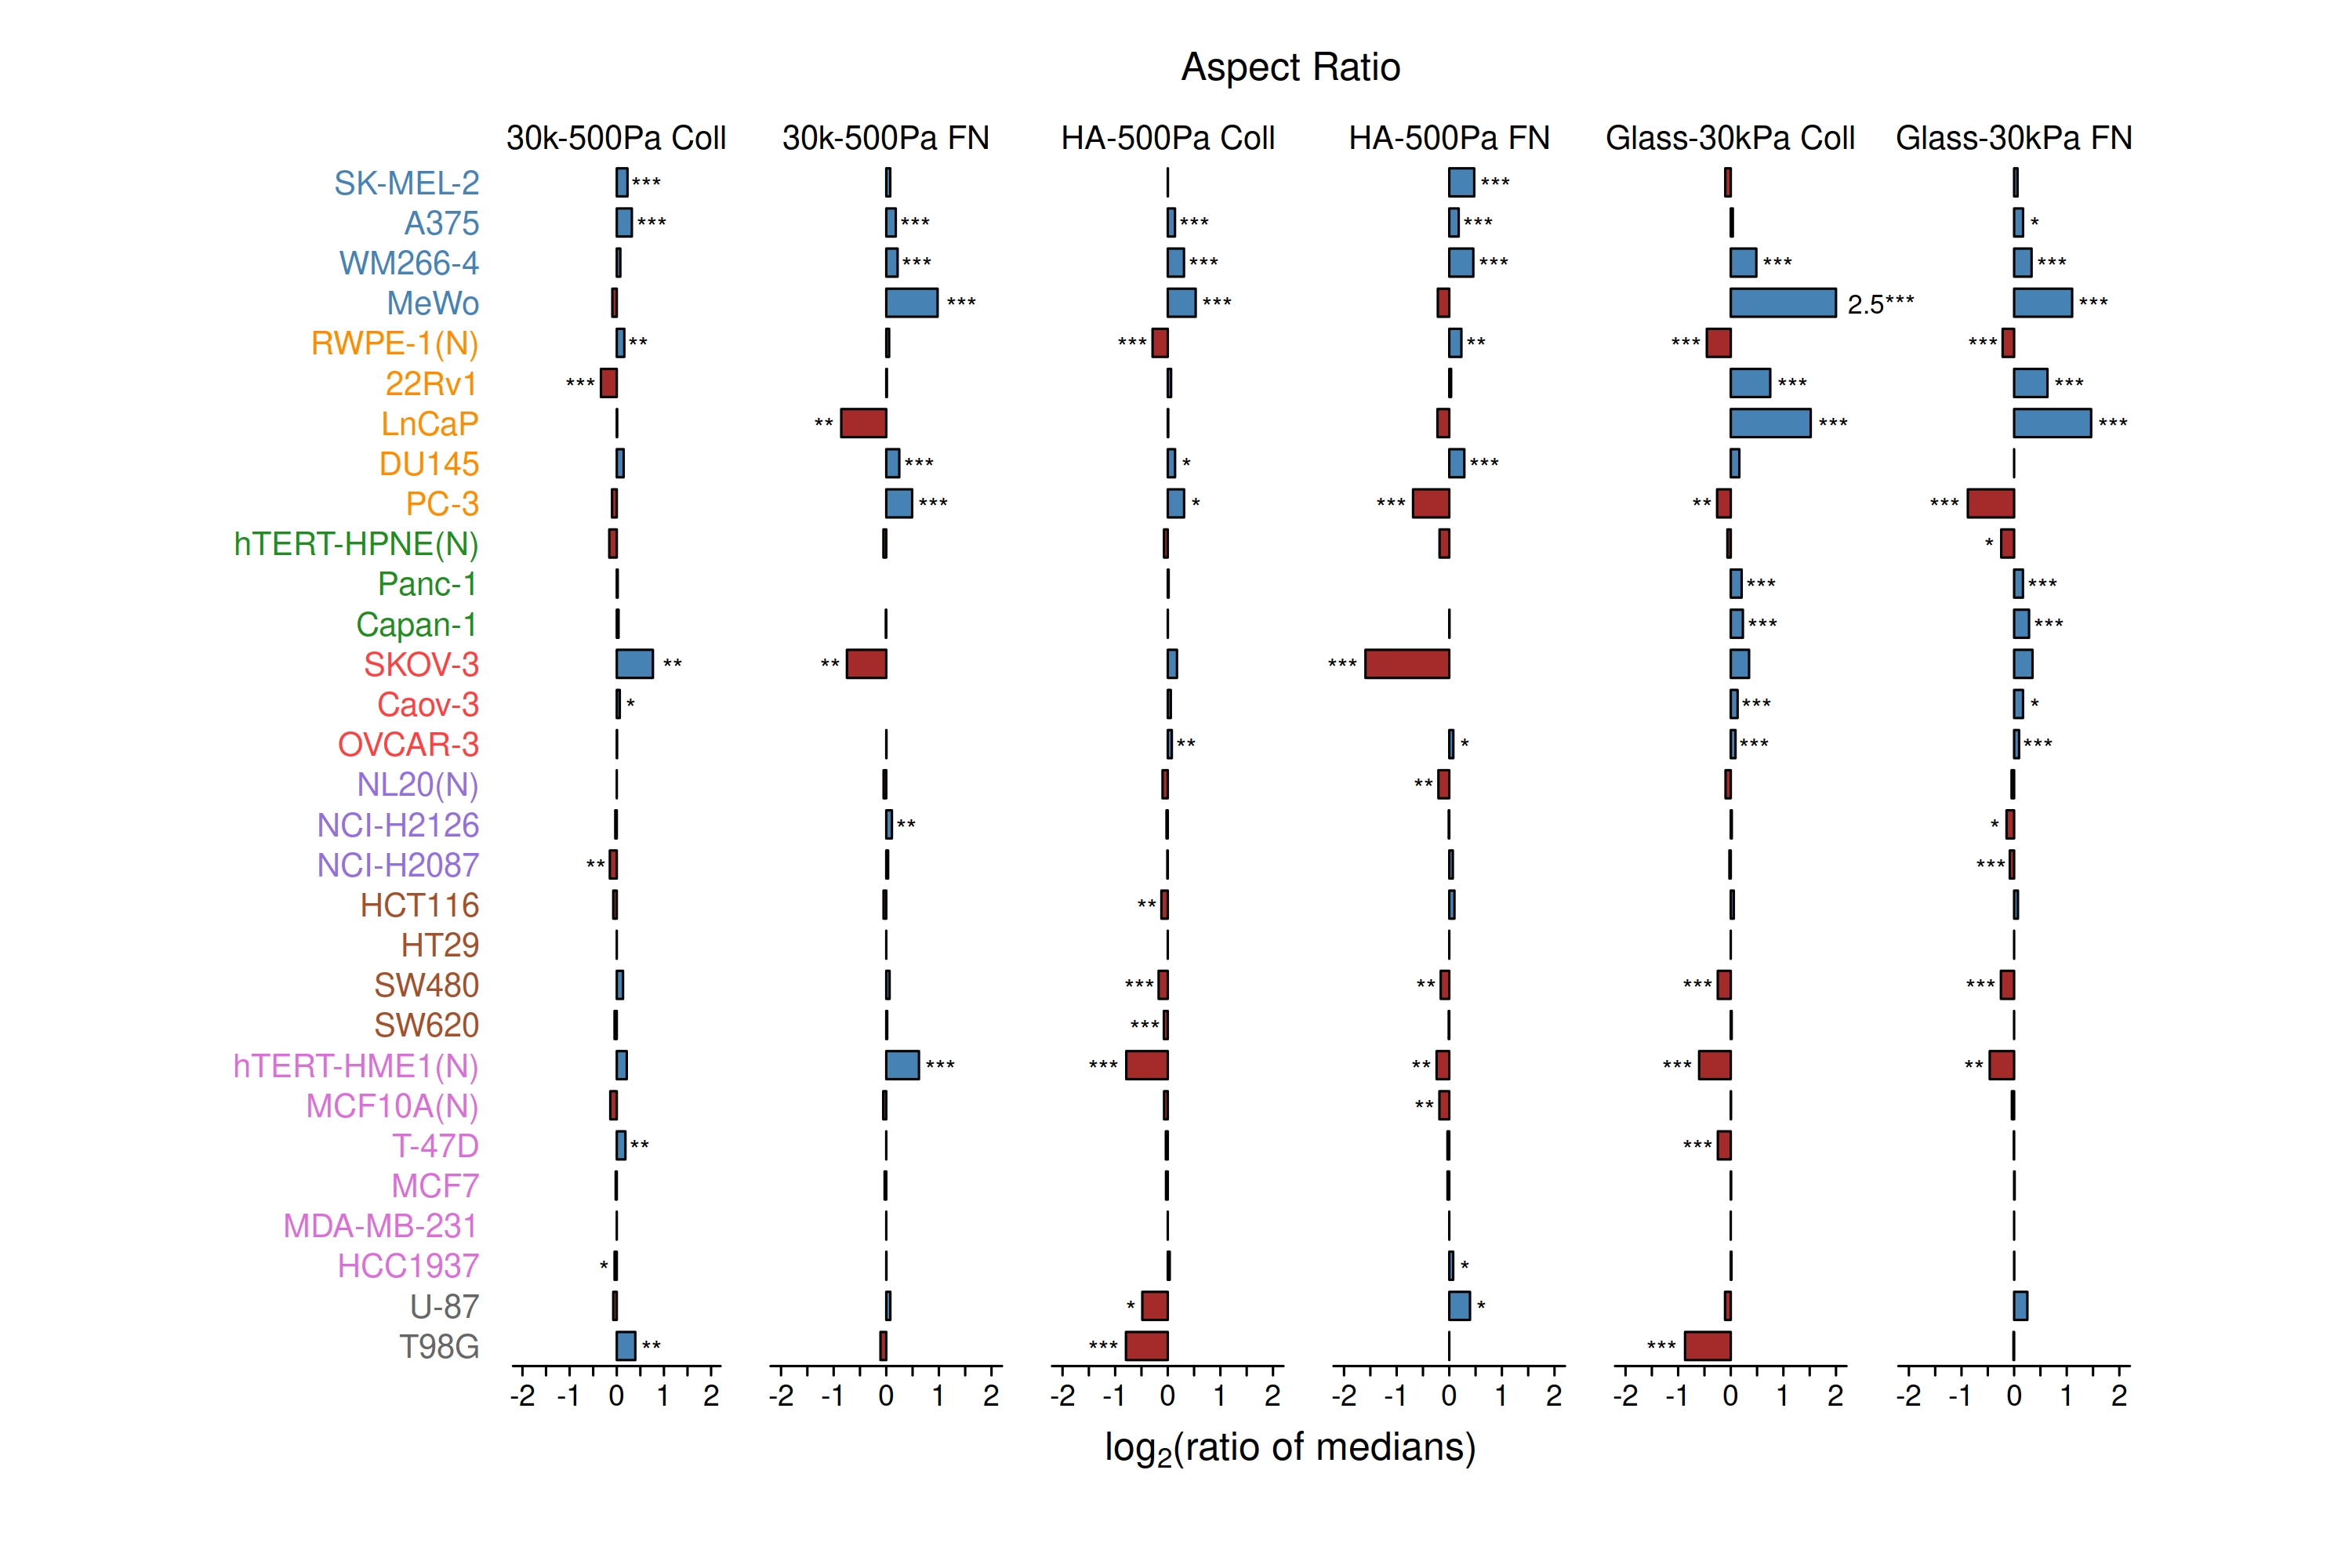 Aspect Ratio
30k-500Pa Coll 30k-500Pa FN HA-500Pa Coll HA-500Pa FN Glass-30kPa Coll Glass-30kPa FN
SK-MEL-2 *** ***
A375 *** *** *** *** *
WM266-4 *** *** *** *** ***
MeWo *** *** 2.5*** ***
RWPE-1(N) ** *** ** *** ***
22Rv1 *** *** ***
LnCaP ** *** ***
DU145 *** * ***
PC-3 *** * *** ** ***
hTERT-HPNE(N) *
Panc-1 *** ***
Capan-1 *** ***
SKOV-3 ** ** ***
Caov-3 * *** *
OVCAR-3 ** * *** ***
NL20(N) **
NCI-H2126 ** *
NCI-H2087 ** ***
HCT116 **
HT29
SW480 *** ** *** ***
SW620 ***
hTERT-HME1(N) *** *** ** *** **
MCF10A(N) **
T-47D ** ***
MCF7
MDA-MB-231
HCC1937 * *
U-87 * *
T98G ** *** ***
-2 -1 0 1 2 -2 -1 0 1 2 -2 -1 0 1 2 -2 -1 0 1 2 -2 -1 0 1 2 -2 -1 0 1 2
log2(ratio of medians)